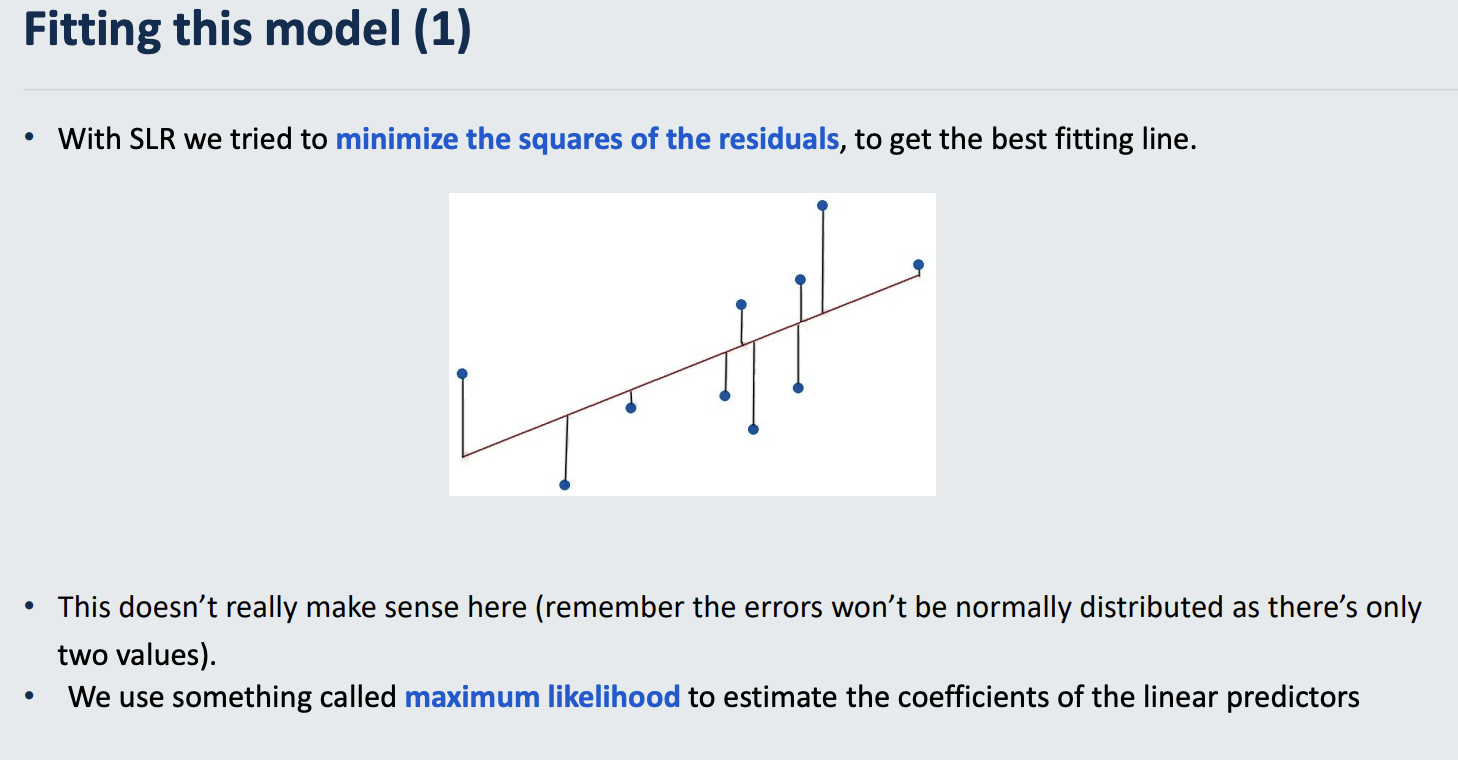 Fitting this model (1)
• With SLR we tried to minimize the squares of the residuals, to get the best fitting line.
• This doesn’t really make sense here (remember the errors won’t be normally distributed as there’s only
two values).
• We use something called maximum likelihood to estimate the coefficients of the linear predictors